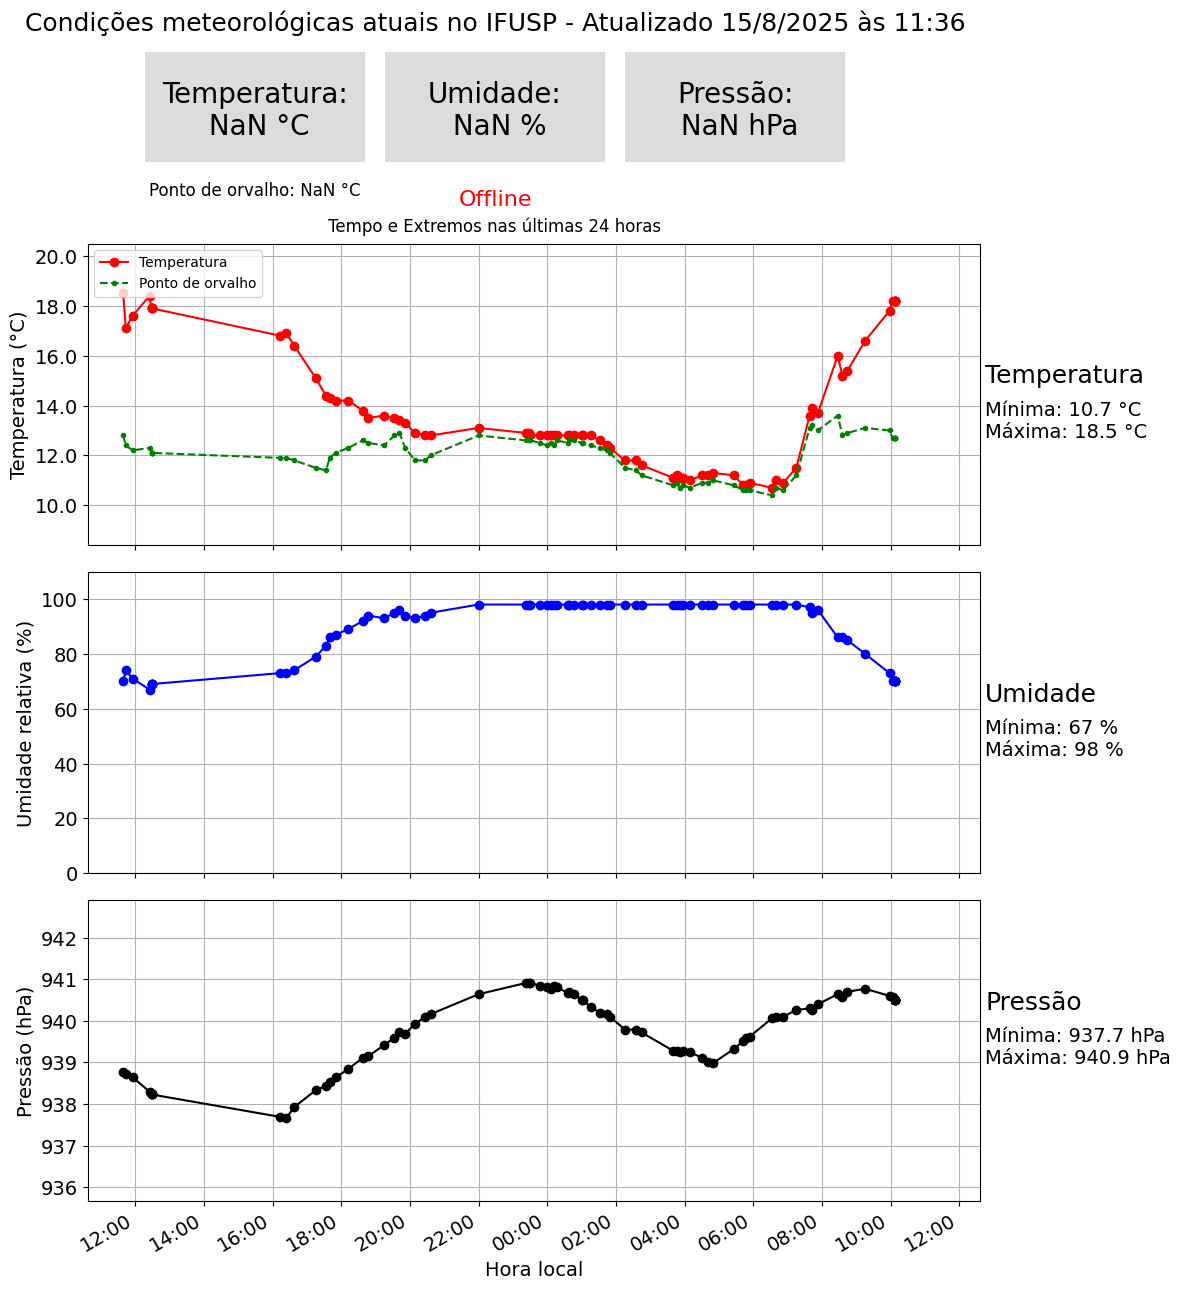 Condições meteorológicas atuais no IFUSP - Atualizado 15/8/2025 às 11:36
Temperatura:
NaN °C
Umidade:
NaN %
Pressão:
NaN hPa
Ponto de orvalho: NaN °C
Offline
Tempo e Extremos nas últimas 24 horas
Temperatura (°C)
20.0
18.0
16.0
14.0
12.0
10.0
Temperatura
Ponto de orvalho
Temperatura
Mínima: 10.7 °C
Máxima: 18.5 °C
Umidade relativa (%)
100
80
60
40
20
0
Umidade
Mínima: 67 %
Máxima: 98 %
Pressão (hPa)
942
941
940
939
938
937
936
Pressão
Mínima: 937.7 hPa
Máxima: 940.9 hPa
12:00 14:00 16:00 18:00 20:00 22:00 00:00 02:00 04:00 06:00 08:00 10:00 12:00
Hora local